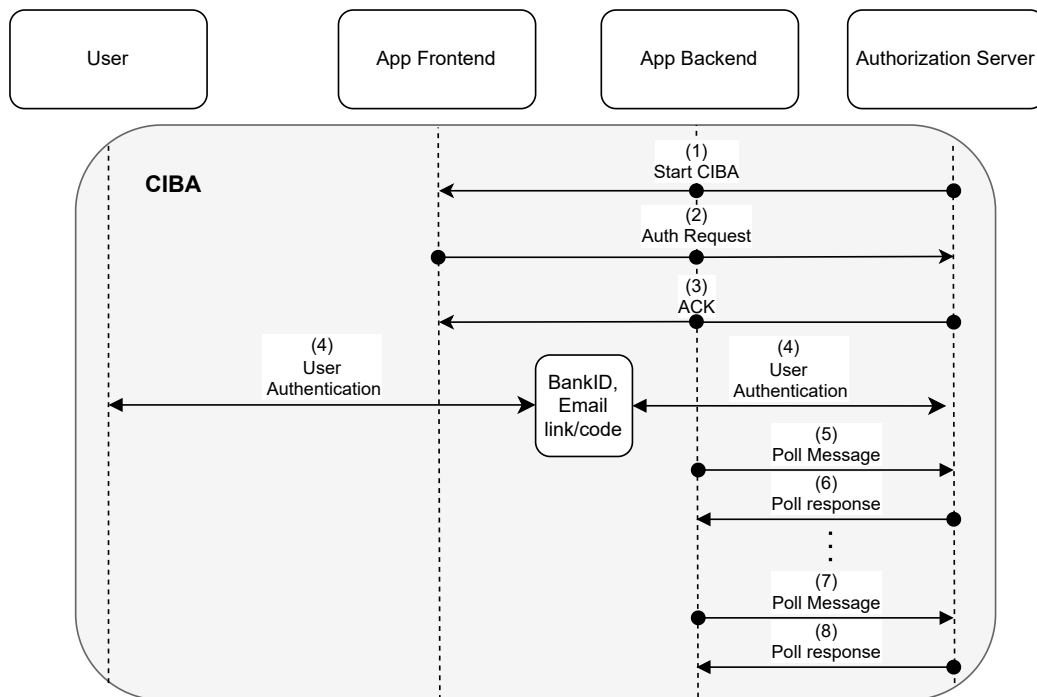 User
App Frontend
App Backend
Authorization Server
CIBA
(1)
Start CIBA
(2)
Auth Request
(3)
ACK
(4)
User
Authentication
BankID,
Email
link/code
(4)
User
Authentication
(5)
Poll Message
(6)
Poll response
(7)
Poll Message
(8)
Poll response